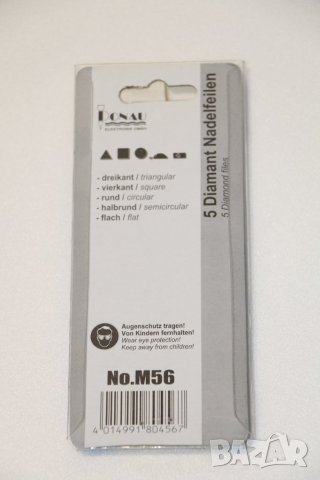 DONAU
ELEKTRONIK GMBH
- dreikant / triangular
- vierkant / square
- rund / circular
- halbrund / semicircular
- flach / flat
5 Diamant Nadelfeilen
5 Diamond files
Augenschutz tragen!
Von Kindern fernhalten!
Wear eye protection!
Keep away from children!
No.M56
4 014991 804567
BAZAR